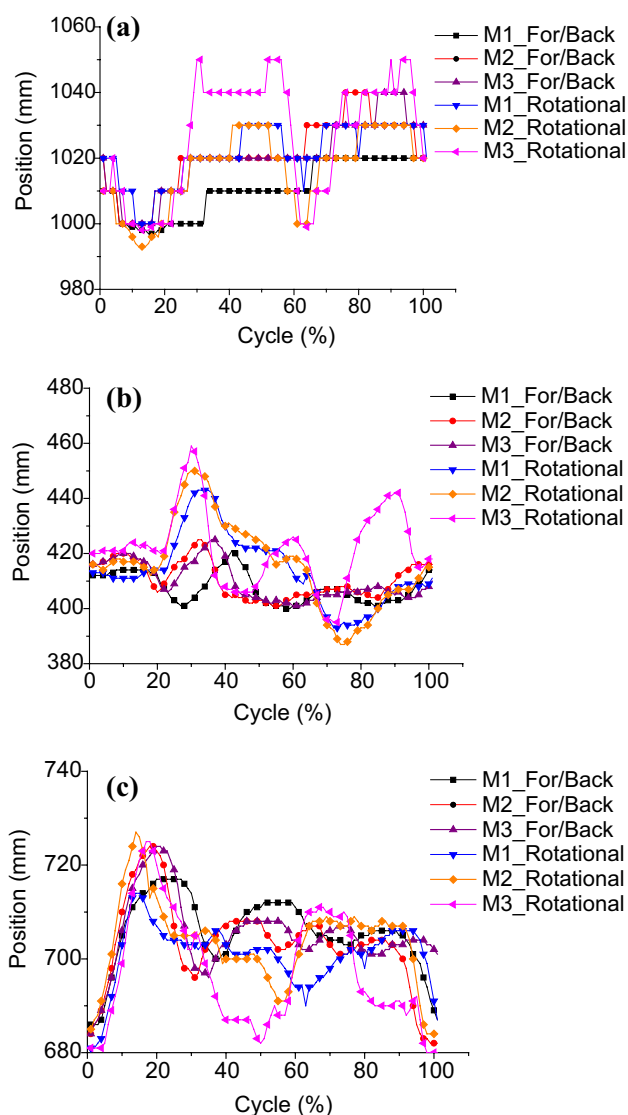 (a)
1060
1040
1020
1000
980
Position (mm)
0 20 40 60 80 100
Cycle (%)
M1_For/Back
M2_For/Back
M3_For/Back
M1_Rotational
M2_Rotational
M3_Rotational
(b)
480
460
440
420
400
380
Position (mm)
0 20 40 60 80 100
Cycle (%)
M1_For/Back
M2_For/Back
M3_For/Back
M1_Rotational
M2_Rotational
M3_Rotational
(c)
740
720
700
680
Position (mm)
0 20 40 60 80 100
Cycle (%)
M1_For/Back
M2_For/Back
M3_For/Back
M1_Rotational
M2_Rotational
M3_Rotational